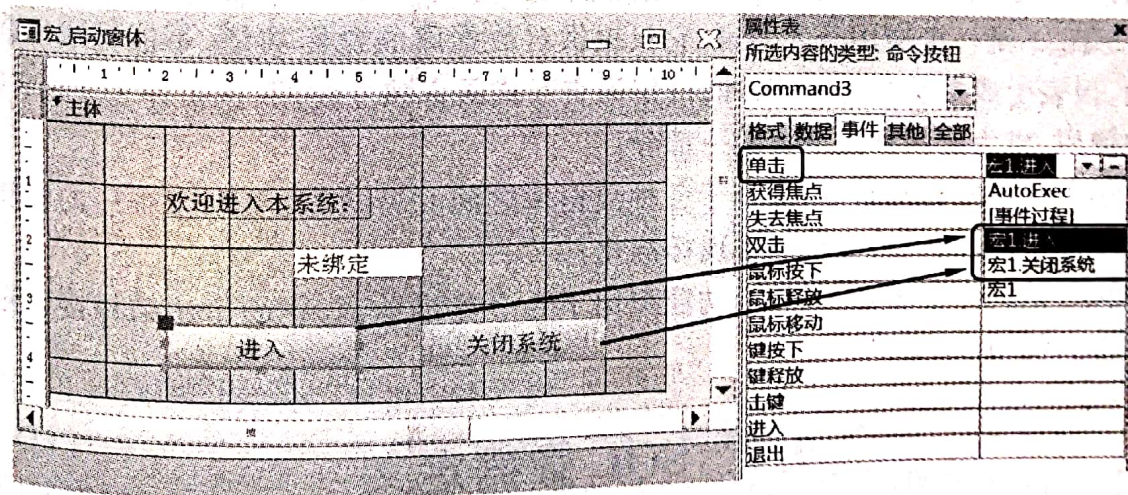 宏_启动窗体
1 2 3 4 5 6 7 8 9 10
主体
1
2
3
4
欢迎进入本系统:
未绑定
进入
关闭系统
属性表
所选内容的类型: 命令按钮
Command3
格式 数据 事件 其他 全部
单击
宏1.进入
获得焦点
AutoExec
失去焦点
[事件过程]
双击
宏1.进入
鼠标按下
宏1.关闭系统
鼠标释放
宏1
鼠标移动
键按下
键释放
击键
进入
退出